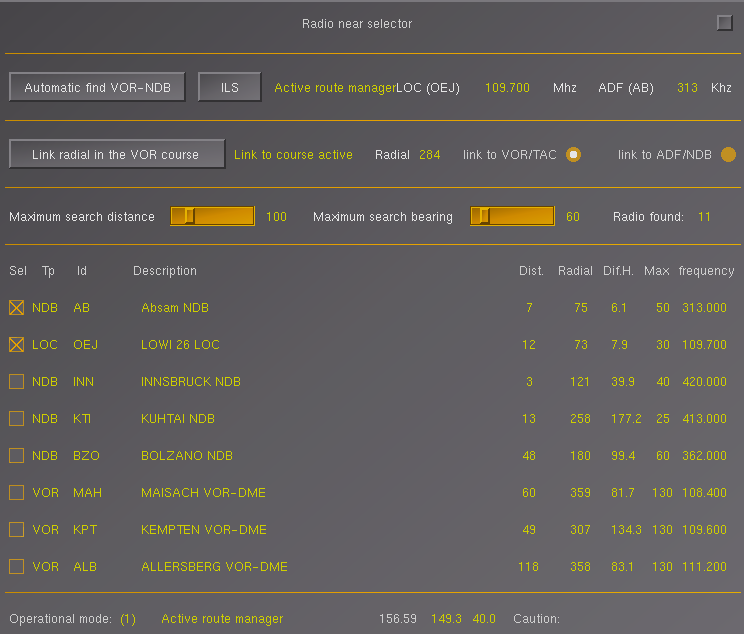 Radio near selector
Automatic find VOR-NDB ILS Active route managerLOC (OEJ) 109.700 Mhz ADF (AB) 313 Khz
Link radial in the VOR course Link to course active Radial 284 link to VOR/TAC link to ADF/NDB
Maximum search distance 100 Maximum search bearing 60 Radio found: 11
Sel Tp Id Description Dist. Radial Dif.H. Max frequency
NDB AB Absam NDB 7 75 6.1 50 313.000
LOC OEJ LOWI 26 LOC 12 73 7.9 30 109.700
NDB INN INNSBRUCK NDB 3 121 39.9 40 420.000
NDB KTI KUHTAI NDB 13 258 177.2 25 413.000
NDB BZO BOLZANO NDB 48 180 99.4 60 362.000
VOR MAH MAISACH VOR-DME 60 359 81.7 130 108.400
VOR KPT KEMPTEN VOR-DME 49 307 134.3 130 109.600
VOR ALB ALLERSBERG VOR-DME 118 358 83.1 130 111.200
Operational mode: (1) Active route manager 156.59 149.3 40.0 Caution: